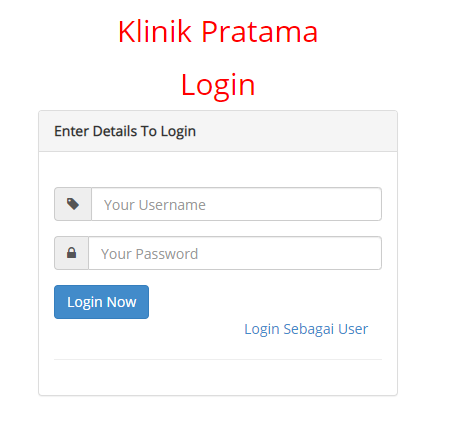 Klinik Pratama
Login
Enter Details To Login
Your Username
Your Password
Login Now
Login Sebagai User